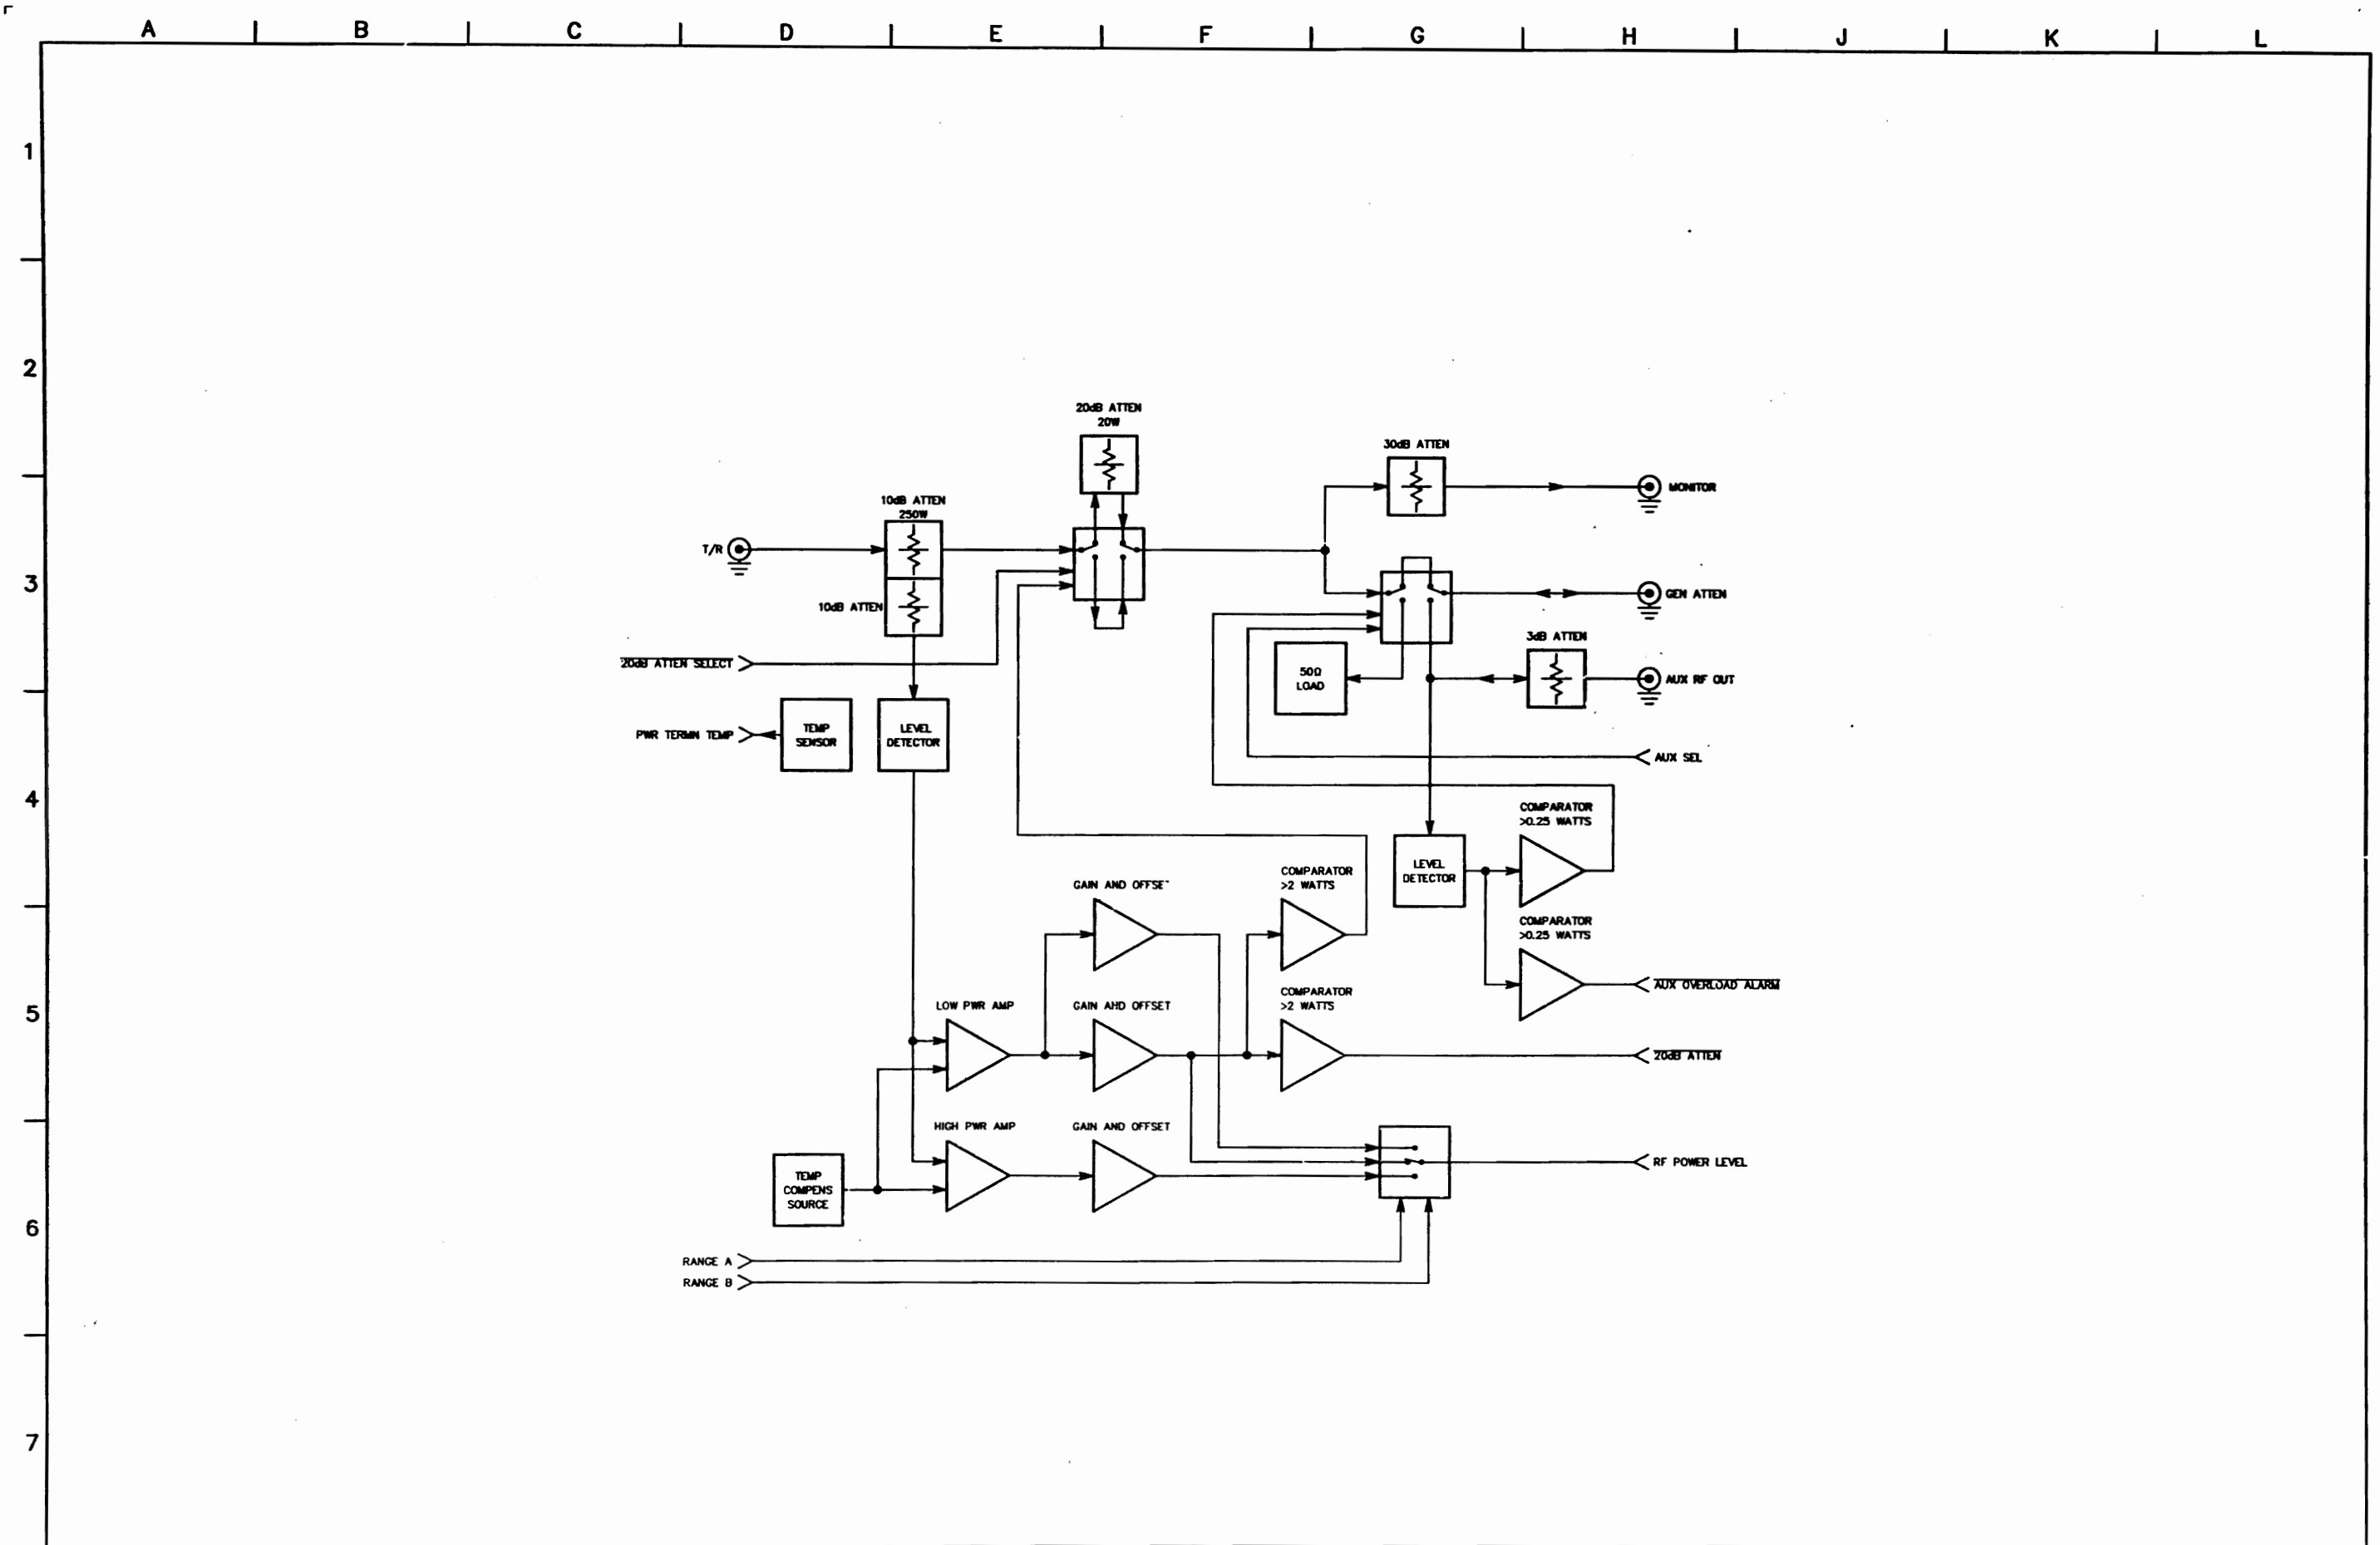 A B C D E F G H J K L
1
2
3
4
5
6
7
20dB ATTEN
20W
30dB ATTEN
MONITOR
10dB ATTEN
250W
T/R
10dB ATTEN
GEN ATTEN
3dB ATTEN
20dB ATTEN SELECT
50Ω
LOAD
AUX RF OUT
PWR TERMN TEMP
TEMP
SENSOR
LEVEL
DETECTOR
AUX SEL
COMPARATOR
>0.25 WATTS
LEVEL
DETECTOR
GAIN AND OFFSET
COMPARATOR
>2 WATTS
COMPARATOR
>0.25 WATTS
AUX OVERLOAD ALARM
LOW PWR AMP
GAIN AND OFFSET
COMPARATOR
>2 WATTS
20dB ATTEN
HIGH PWR AMP
GAIN AND OFFSET
TEMP
COMPENS
SOURCE
RF POWER LEVEL
RANGE A
RANGE B